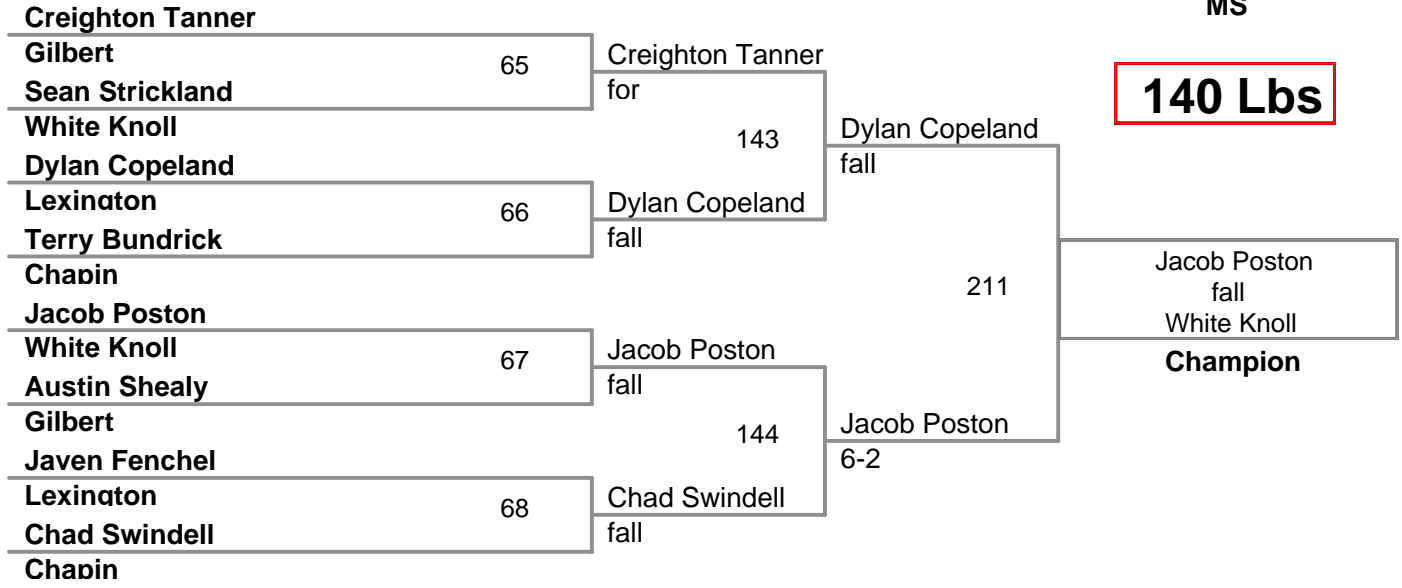 Creighton Tanner
Gilbert
65
Sean Strickland
White Knoll
Dylan Copeland
Lexington
66
Terry Bundrick
Chapin
Jacob Poston
White Knoll
67
Austin Shealy
Gilbert
Javen Fenchel
Lexington
68
Chad Swindell
Chapin
Creighton Tanner
for
143
Dylan Copeland
fall
Jacob Poston
fall
144
Chad Swindell
fall
Dylan Copeland
fall
211
Jacob Poston
6-2
MS
140 Lbs
Jacob Poston
fall
White Knoll
Champion